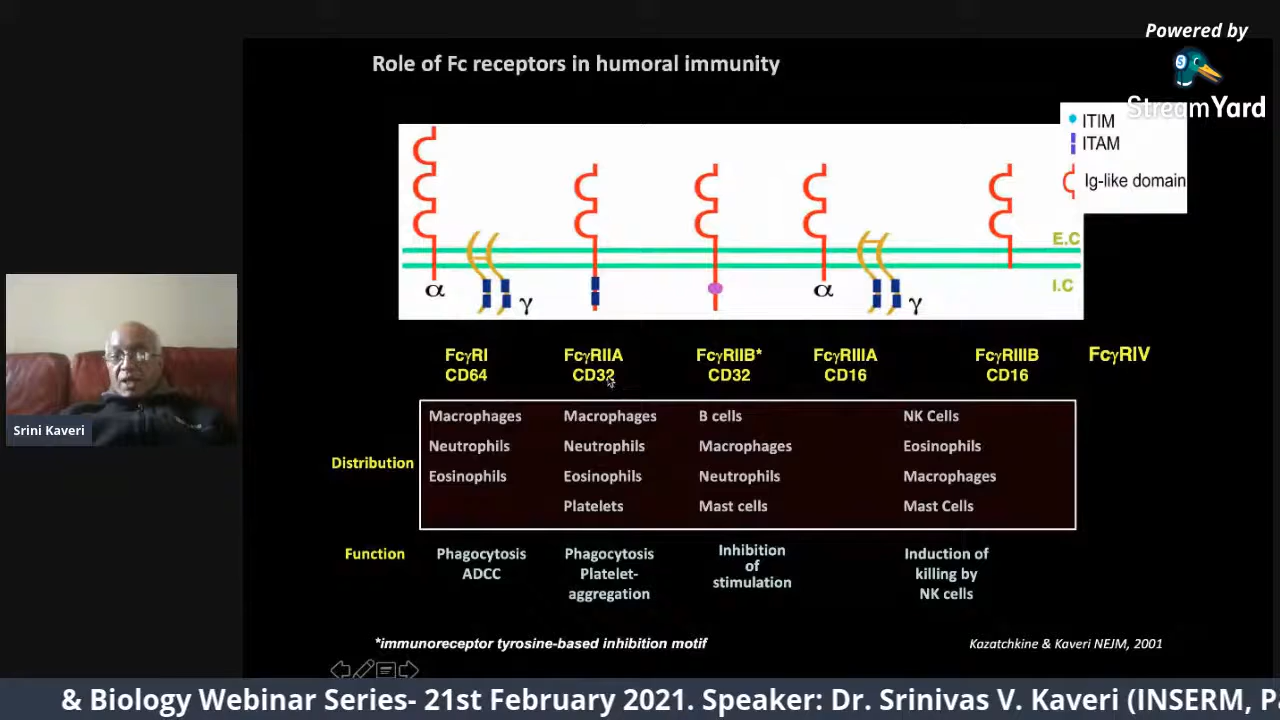 Powered by
StreamYard
Role of Fc receptors in humoral immunity
ITIM
ITAM
Ig-like domain
E.C
I.C
α
γ
α
γ
FcγRI
CD64
FcγRIIA
CD32
FcγRIIB*
CD32
FcγRIIIA
CD16
FcγRIIIB
CD16
FcγRIV
Distribution
Macrophages
Neutrophils
Eosinophils
Macrophages
Neutrophils
Eosinophils
Platelets
B cells
Macrophages
Neutrophils
Mast cells
NK Cells
Eosinophils
Macrophages
Mast Cells
Function
Phagocytosis
ADCC
Phagocytosis
Platelet-
aggregation
Inhibition
of
stimulation
Induction of
killing by
NK cells
*immunoreceptor tyrosine-based inhibition motif
Kazatchkine & Kaveri NEJM, 2001
Srini Kaveri
& Biology Webinar Series- 21st February 2021. Speaker: Dr. Srinivas V. Kaveri (INSERM, Pa